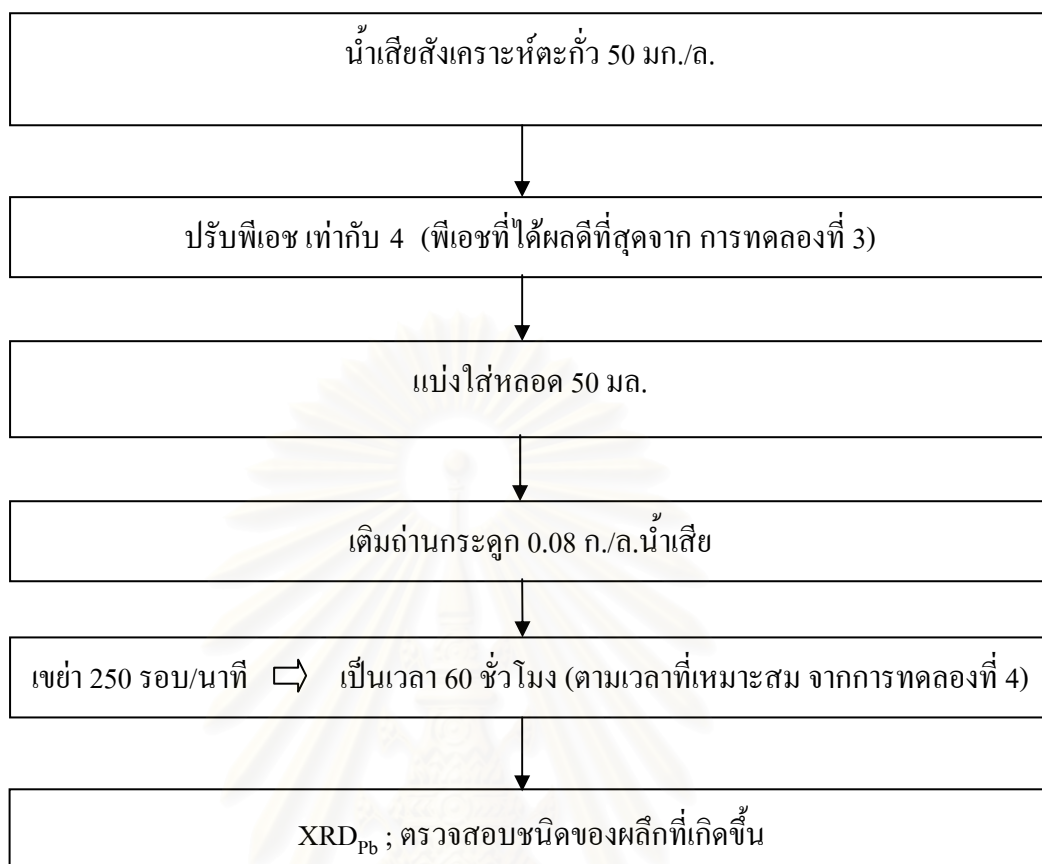 น้ำเสียสังเคราะห์ตะกั่ว 50 มก./ล.
ปรับพีเอช เท่ากับ 4 (พีเอชที่ได้ผลดีที่สุดจาก การทดลองที่ 3)
แบ่งใส่หลอด 50 มล.
เติมถ่านกระดูก 0.08 ก./ล.น้ำเสีย
เขย่า 250 รอบ/นาที ⇨ เป็นเวลา 60 ชั่วโมง (ตามเวลาที่เหมาะสม จากการทดลองที่ 4)
XRD_Pb ; ตรวจสอบชนิดของผลึกที่เกิดขึ้น